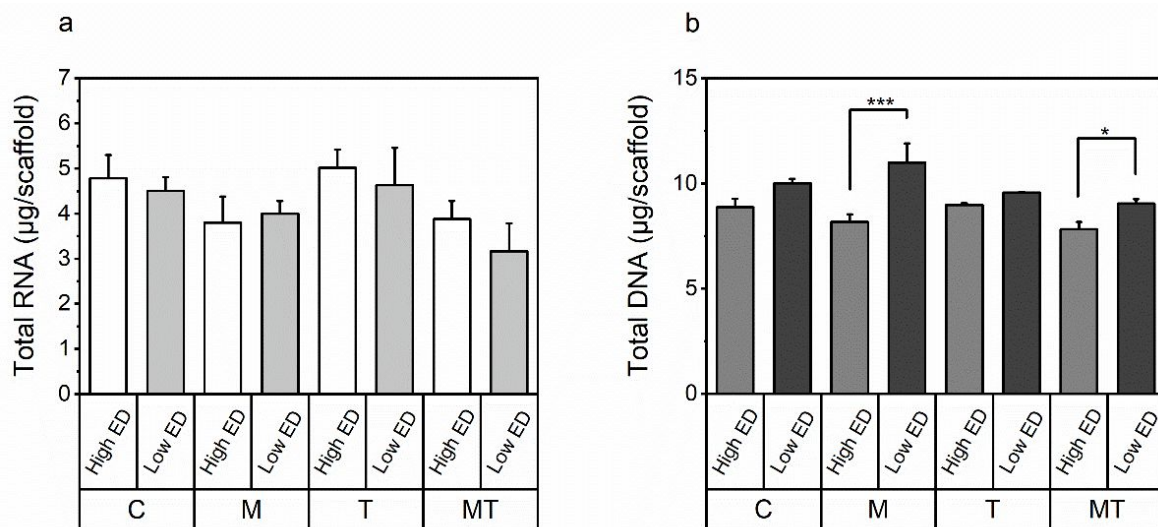 a
Total RNA (µg/scaffold)
7
6
5
4
3
2
1
0
High ED Low ED High ED Low ED High ED Low ED High ED Low ED
C M T MT
b
Total DNA (µg/scaffold)
15
10
5
0
***
*
High ED Low ED High ED Low ED High ED Low ED High ED Low ED
C M T MT